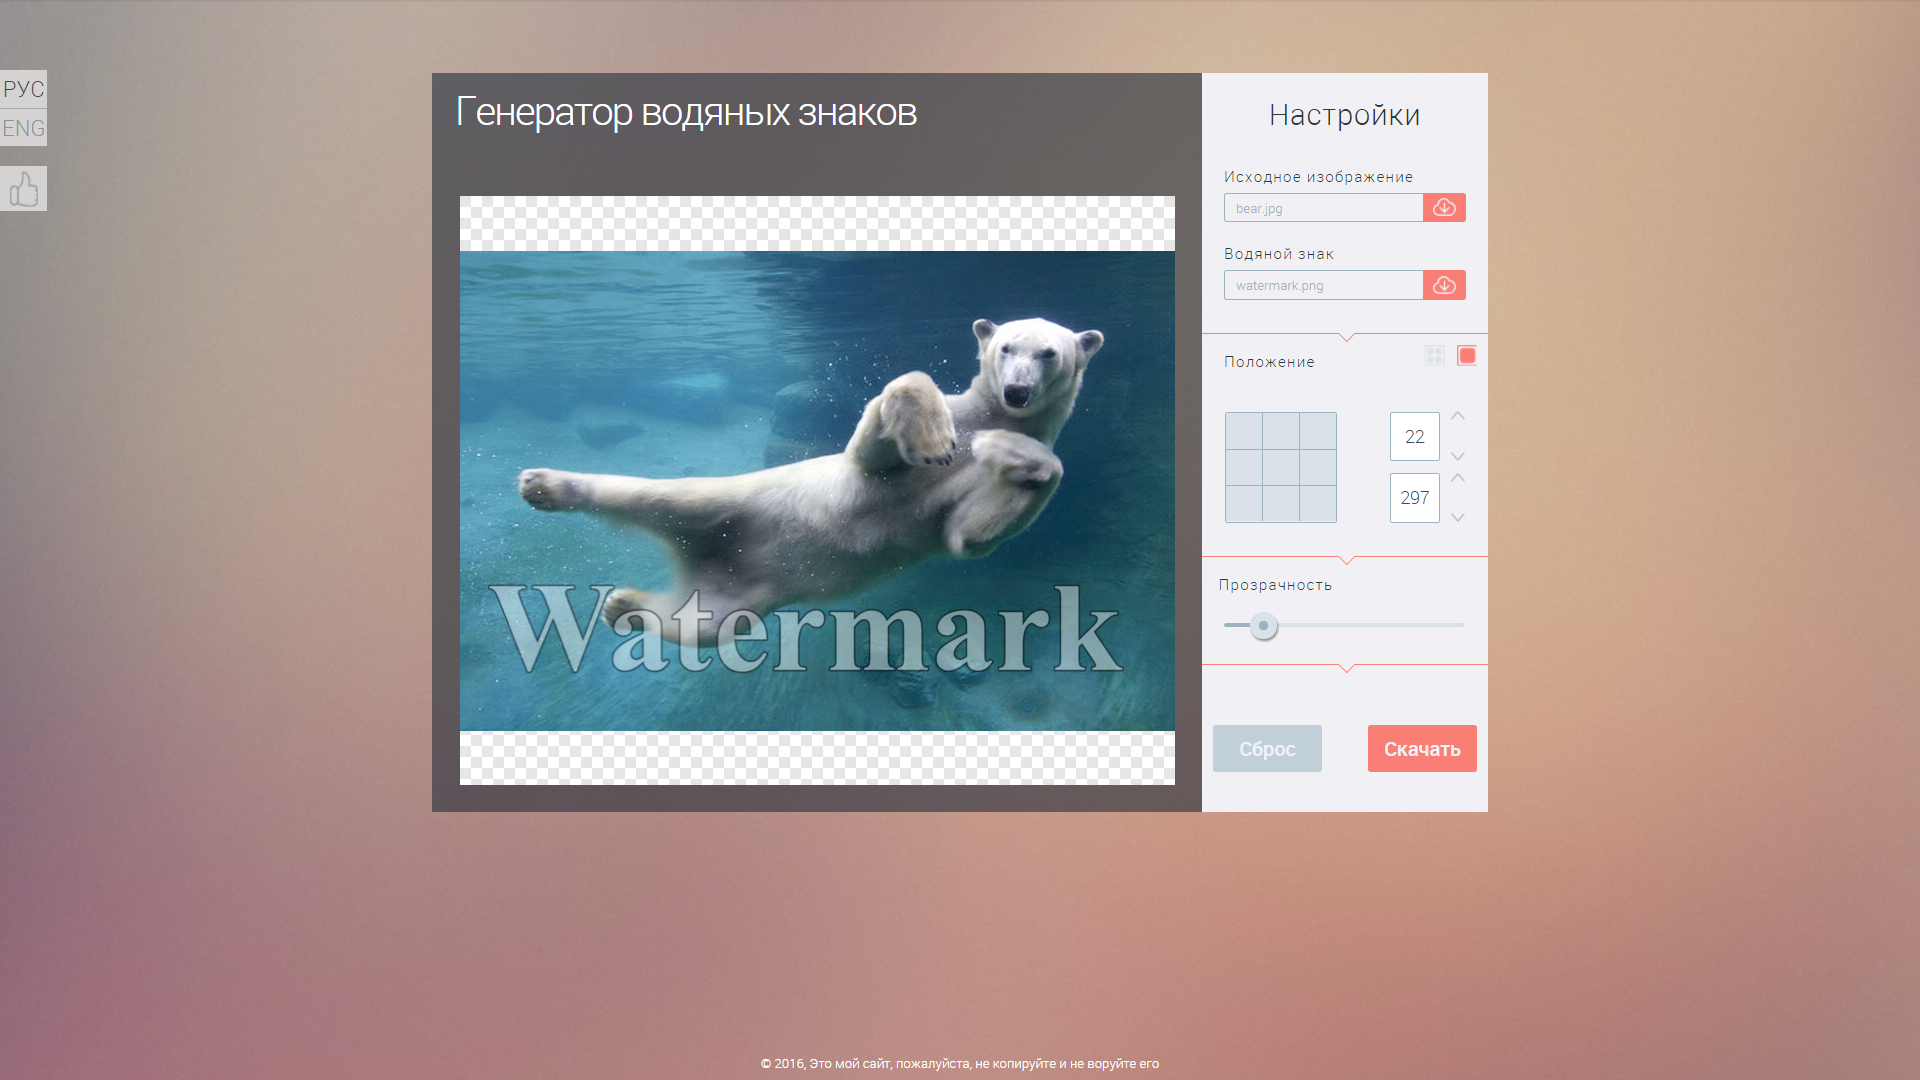 РУС
ENG
Генератор водяных знаков
Watermark
Настройки
Исходное изображение
bear.jpg
Водяной знак
watermark.png
Положение
22
297
Прозрачность
Сброс
Скачать
© 2016, Это мой сайт, пожалуйста, не копируйте и не воруйте его